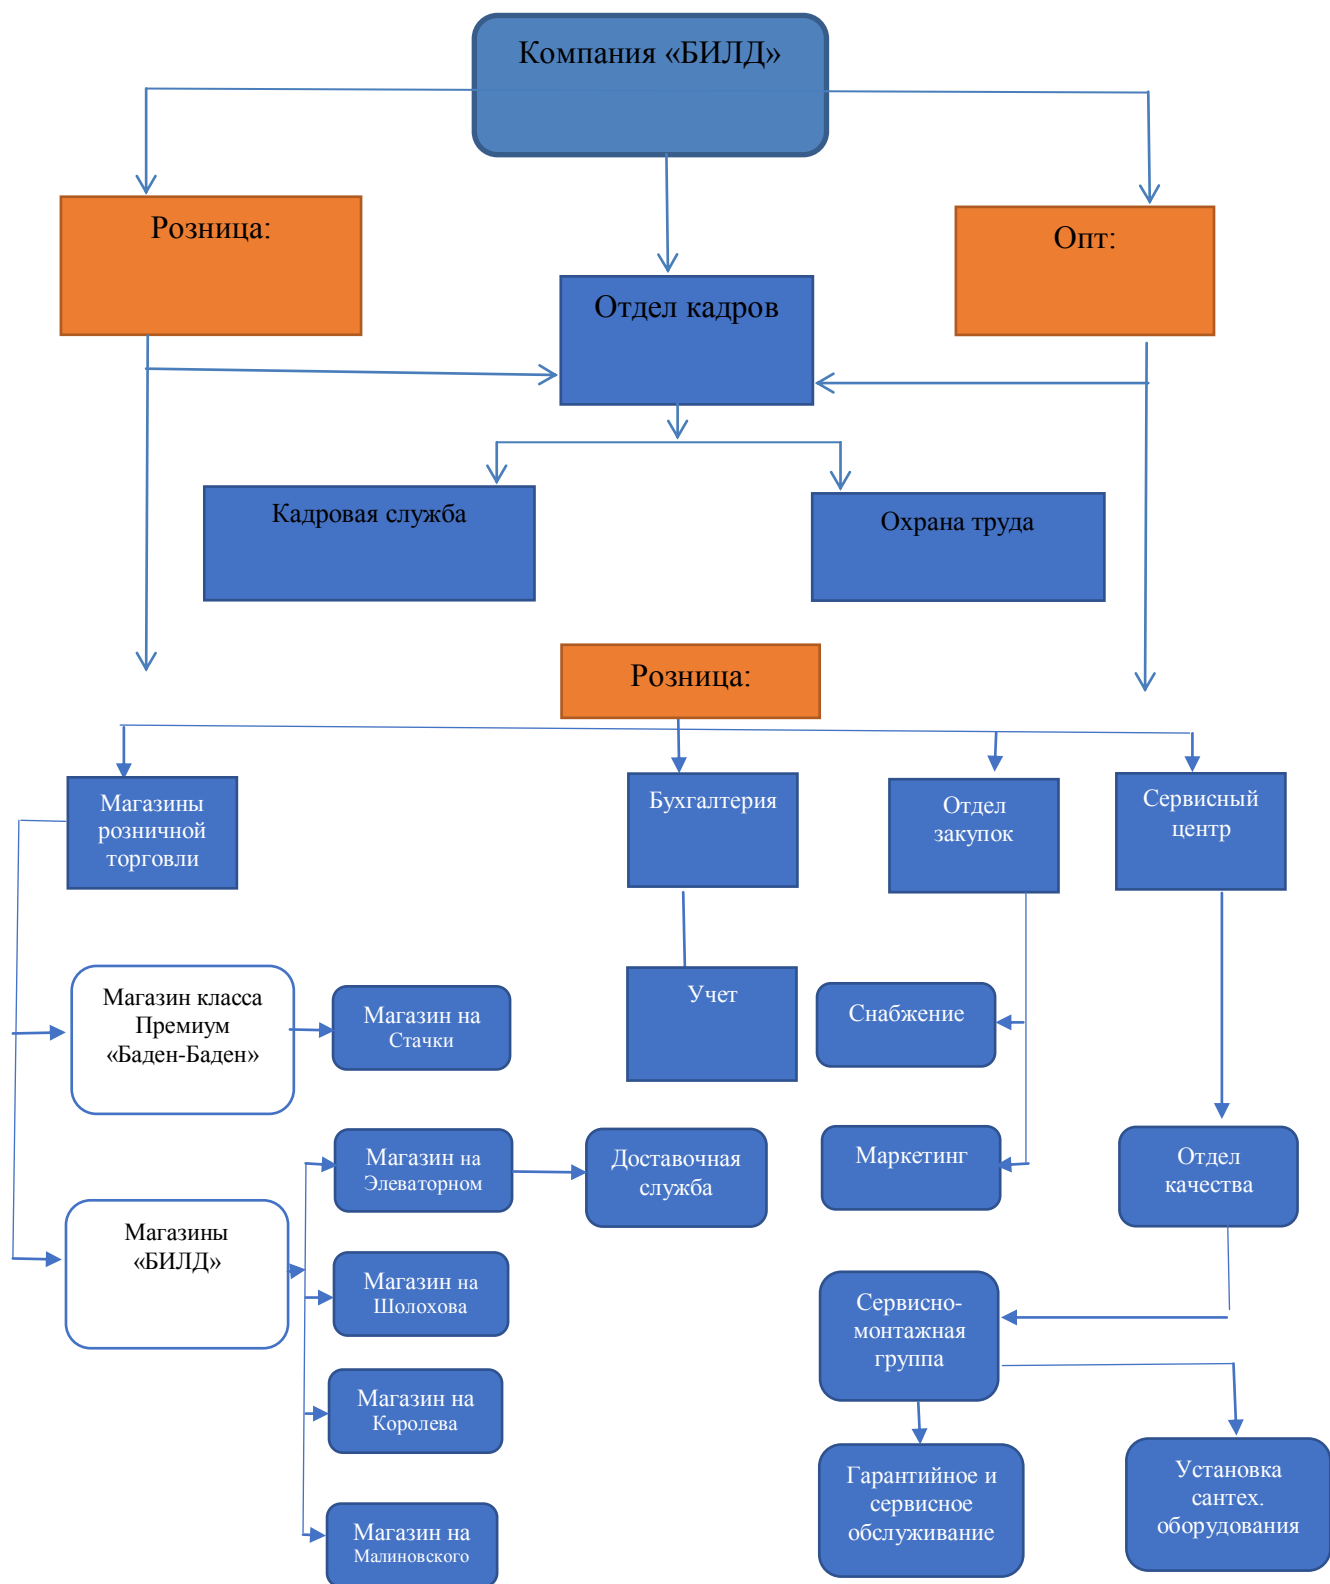 Компания «БИЛД»
Розница:
Опт:
Отдел кадров
Кадровая служба
Охрана труда
Розница:
Магазины
розничной
торговли
Бухгалтерия
Отдел
закупок
Сервисный
центр
Магазин класса
Премиум
«Баден-Баден»
Магазин на
Стачки
Учет
Снабжение
Магазин на
Элеваторном
Доставочная
служба
Маркетинг
Отдел
качества
Магазины
«БИЛД»
Магазин на
Шолохова
Сервисно-
монтажная
группа
Магазин на
Королева
Гарантийное и
сервисное
обслуживание
Установка
сантех.
оборудования
Магазин на
Малиновского